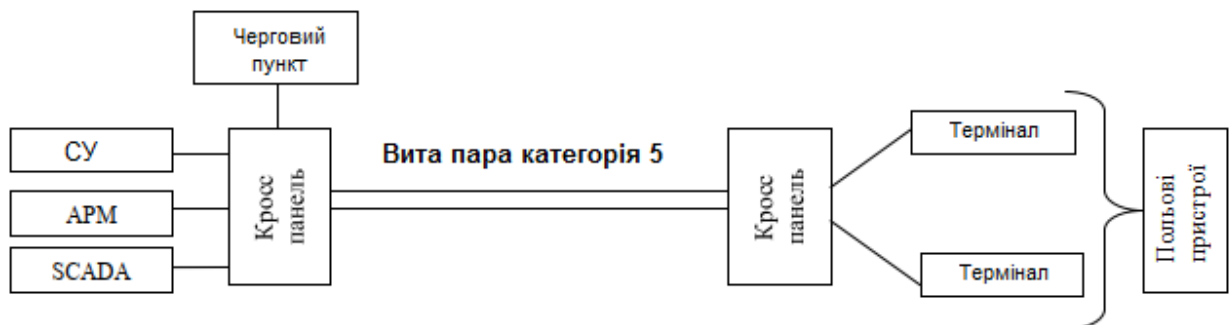 Черговий
пункт
СУ
АРМ
SCADA
Кросс
панель
Вита пара категорія 5
Кросс
панель
Термінал
Термінал
Польові
пристрої